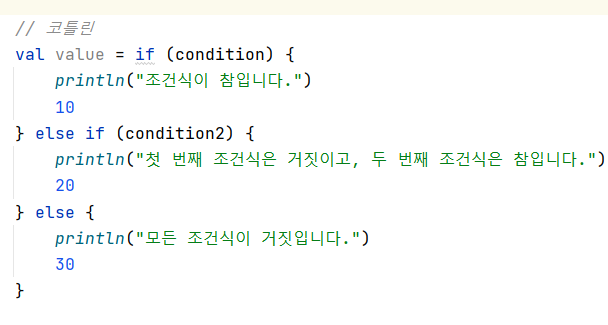 // 코틀린
val value = if (condition) {
    println("조건식이 참입니다.")
    10
} else if (condition2) {
    println("첫 번째 조건식은 거짓이고, 두 번째 조건식은 참입니다.")
    20
} else {
    println("모든 조건식이 거짓입니다.")
    30
}